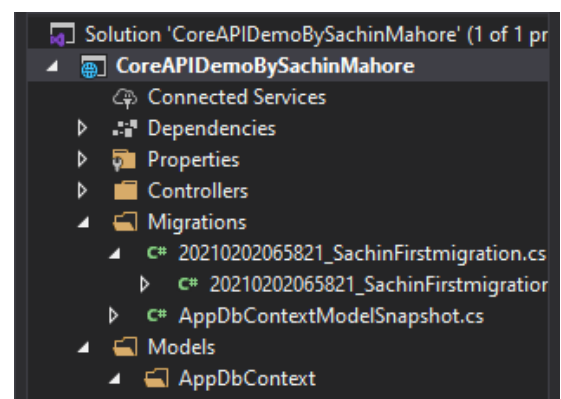 Solution 'CoreAPIDemoBySachinMahore' (1 of 1 pr
CoreAPIDemoBySachinMahore
Connected Services
Dependencies
Properties
Controllers
Migrations
C# 20210202065821_SachinFirstmigration.cs
C# 20210202065821_SachinFirstmigration
C# AppDbContextModelSnapshot.cs
Models
AppDbContext